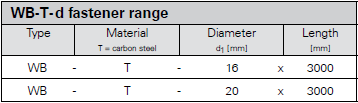 WB-T-d fastener range
Type Material Diameter Length
T = carbon steel d1 [mm] [mm]
WB - T - 16 x 3000
WB - T - 20 x 3000